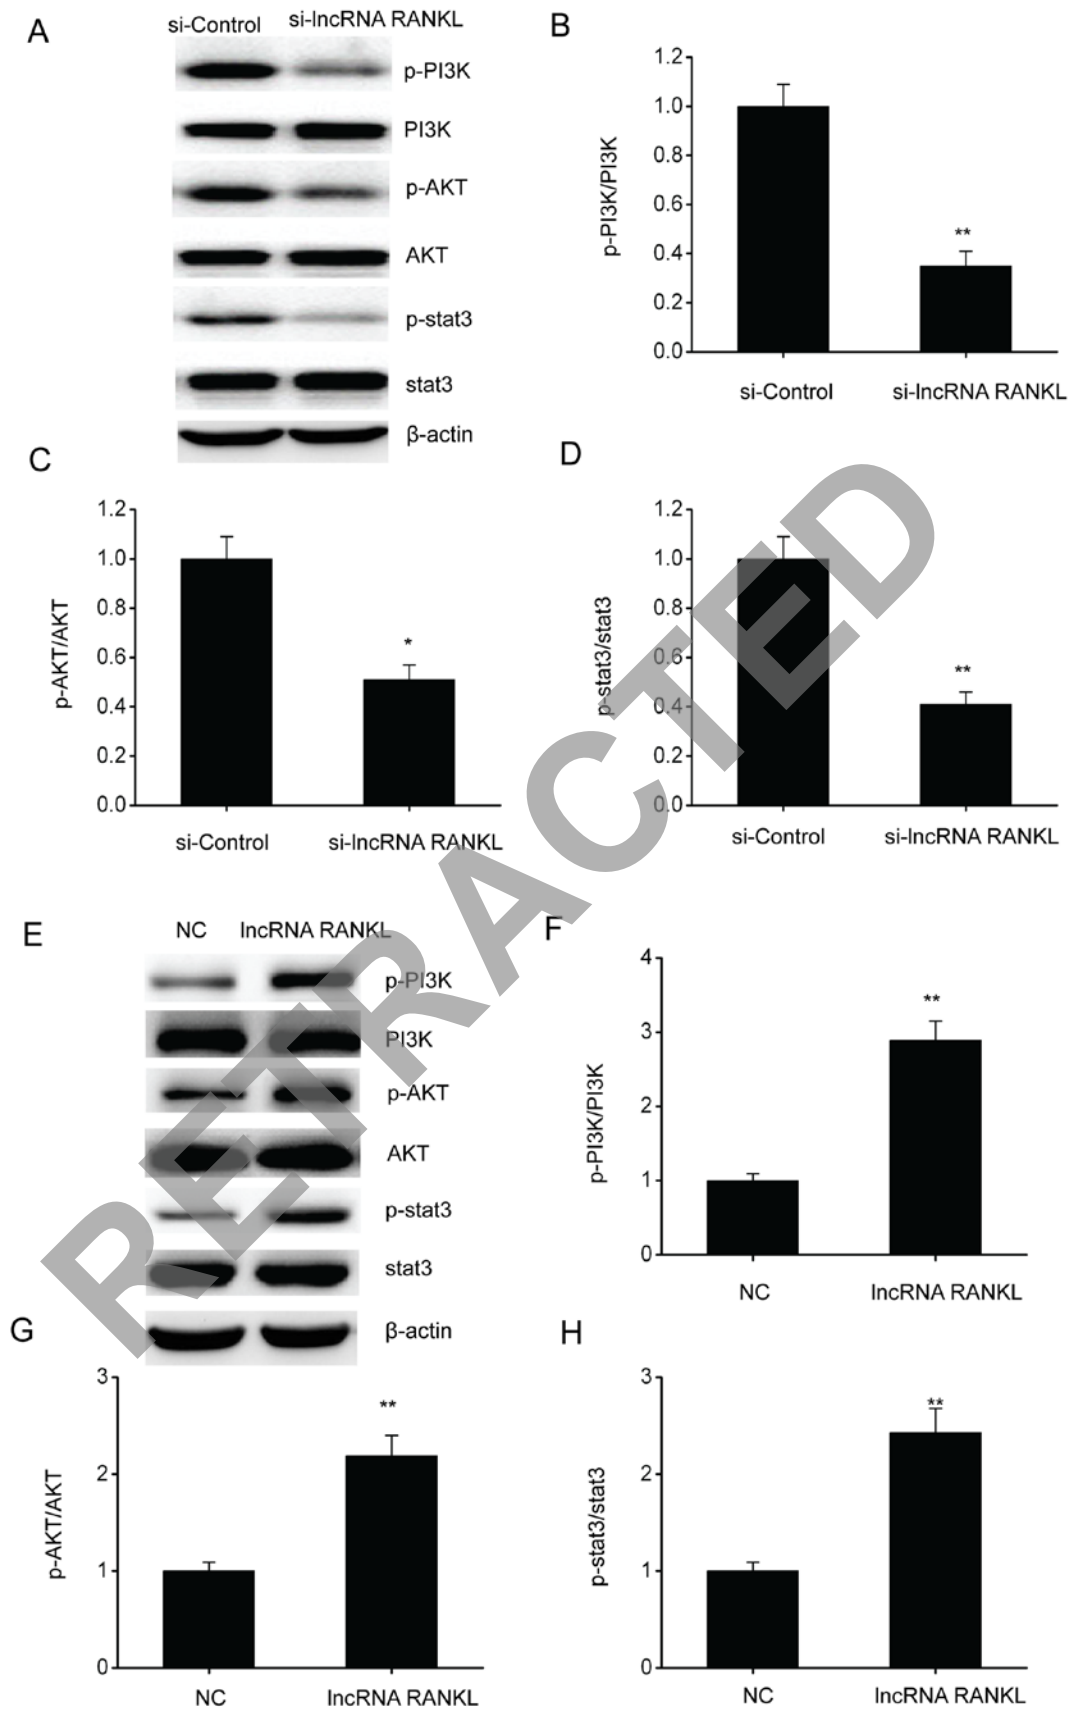 A
si-Control si-lncRNA RANKL
p-PI3K
PI3K
p-AKT
AKT
p-stat3
stat3
β-actin
B
1.2
1.0
0.8
0.6
0.4
0.2
0.0
p-PI3K/PI3K
**
si-Control si-lncRNA RANKL
C
1.2
1.0
0.8
0.6
0.4
0.2
0.0
p-AKT/AKT
*
si-Control si-lncRNA RANKL
D
1.2
1.0
0.8
0.6
0.4
0.2
0.0
p-stat3/stat3
**
si-Control si-lncRNA RANKL
E
NC lncRNA RANKL
p-PI3K
PI3K
p-AKT
AKT
p-stat3
stat3
β-actin
F
4
3
2
1
0
p-PI3K/PI3K
**
NC lncRNA RANKL
G
3
2
1
0
p-AKT/AKT
**
NC lncRNA RANKL
H
3
2
1
0
p-stat3/stat3
**
NC lncRNA RANKL
RETRACTED